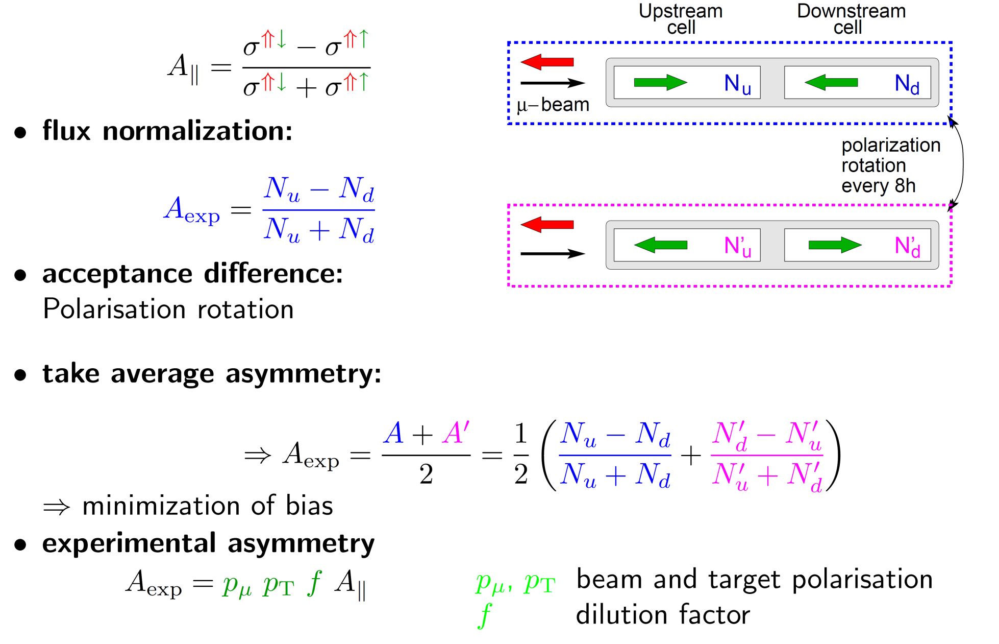 Upstream cell
Downstream cell
A∥ = (σ⇑↓ − σ⇑↑) / (σ⇑↓ + σ⇑↑)
N_u
N_d
μ−beam
• flux normalization:
polarization
rotation
every 8h
A_exp = (N_u − N_d) / (N_u + N_d)
N'_u
N'_d
• acceptance difference:
Polarisation rotation
• take average asymmetry:
⇒ A_exp = (A + A′) / 2 = 1/2 ( (N_u − N_d) / (N_u + N_d) + (N′_d − N′_u) / (N′_u + N′_d) )
⇒ minimization of bias
• experimental asymmetry
A_exp = p_μ p_T f A∥
p_μ, p_T beam and target polarisation
f dilution factor